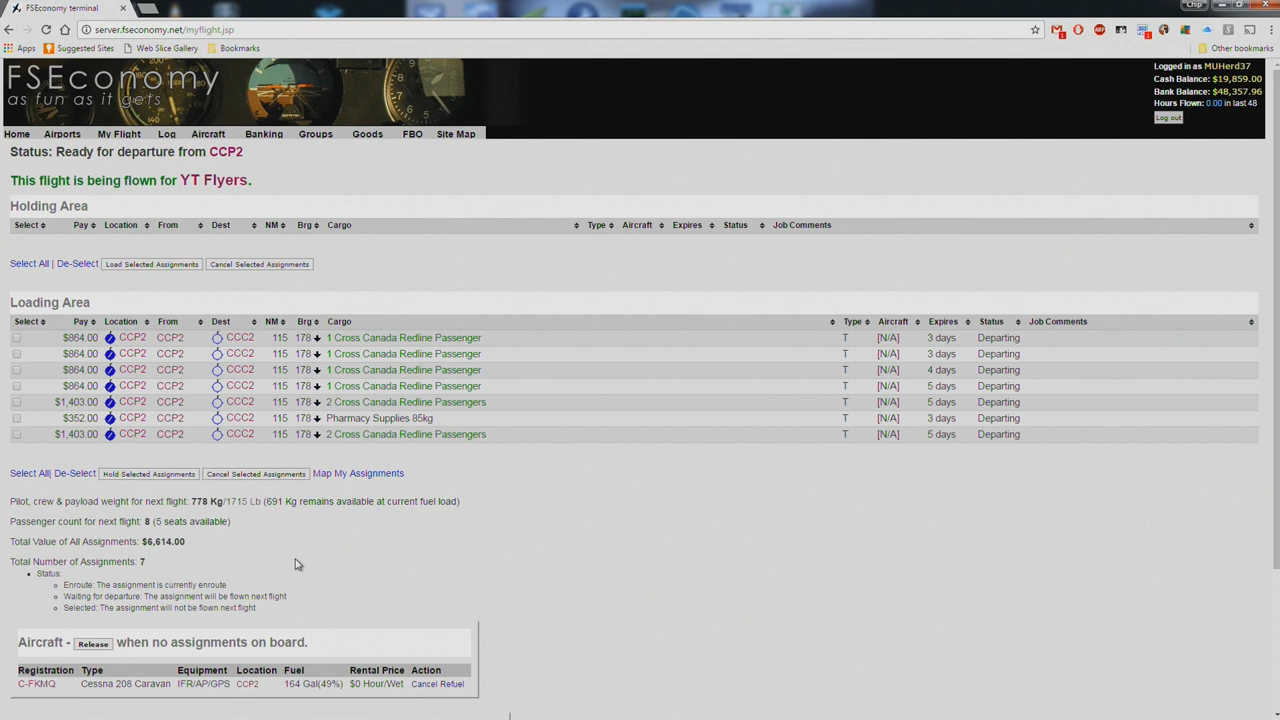 FSEconomy terminal
Chip
server.fseconomy.net/myflight.jsp
Apps Suggested Sites Web Slice Gallery Bookmarks Other bookmarks
FSEconomy
as fun as it gets
Logged in as MUHerd37
Cash Balance: $19,859.00
Bank Balance: $48,357.96
Hours Flown: 0.00 in last 48
Log out
Home Airports My Flight Log Aircraft Banking Groups Goods FBO Site Map
Status: Ready for departure from CCP2
This flight is being flown for YT Flyers.
Holding Area
Select Pay Location From Dest NM Brg Cargo Type Aircraft Expires Status Job Comments
Select All | De-Select Load Selected Assignments Cancel Selected Assignments
Loading Area
Select Pay Location From Dest NM Brg Cargo Type Aircraft Expires Status Job Comments
$864.00 CCP2 CCP2 CCC2 115 178 1 Cross Canada Redline Passenger T [N/A] 3 days Departing
$864.00 CCP2 CCP2 CCC2 115 178 1 Cross Canada Redline Passenger T [N/A] 3 days Departing
$864.00 CCP2 CCP2 CCC2 115 178 1 Cross Canada Redline Passenger T [N/A] 4 days Departing
$864.00 CCP2 CCP2 CCC2 115 178 1 Cross Canada Redline Passenger T [N/A] 5 days Departing
$1,403.00 CCP2 CCP2 CCC2 115 178 2 Cross Canada Redline Passengers T [N/A] 5 days Departing
$352.00 CCP2 CCP2 CCC2 115 178 Pharmacy Supplies 85kg T [N/A] 3 days Departing
$1,403.00 CCP2 CCP2 CCC2 115 178 2 Cross Canada Redline Passengers T [N/A] 5 days Departing
Select All| De-Select Hold Selected Assignments Cancel Selected Assignments Map My Assignments
Pilot, crew & payload weight for next flight: 778 Kg/1715 Lb (691 Kg remains available at current fuel load)
Passenger count for next flight: 8 (5 seats available)
Total Value of All Assignments: $6,614.00
Total Number of Assignments: 7
Status:
Enroute: The assignment is currently enroute
Waiting for departure: The assignment will be flown next flight
Selected: The assignment will not be flown next flight
Aircraft - Release when no assignments on board.
Registration Type Equipment Location Fuel Rental Price Action
C-FKMQ Cessna 208 Caravan IFR/AP/GPS CCP2 164 Gal(49%) $0 Hour/Wet Cancel Refuel